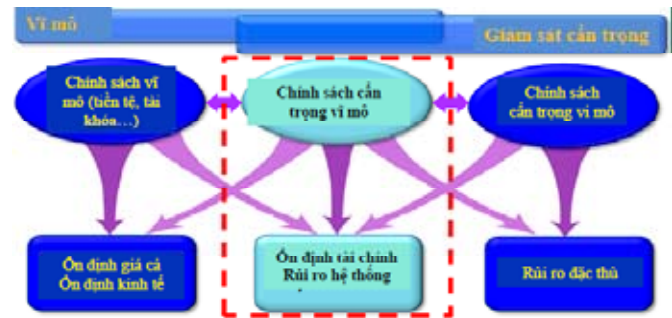 Vĩ mô
Giám sát cẩn trọng
Chính sách vĩ
mô (tiền tệ, tài
khóa…)
Chính sách cẩn
trọng vĩ mô
Chính sách
cẩn trọng vi mô
Ổn định giá cả
Ổn định kinh tế
Ổn định tài chính
Rủi ro hệ thống
Rủi ro đặc thù